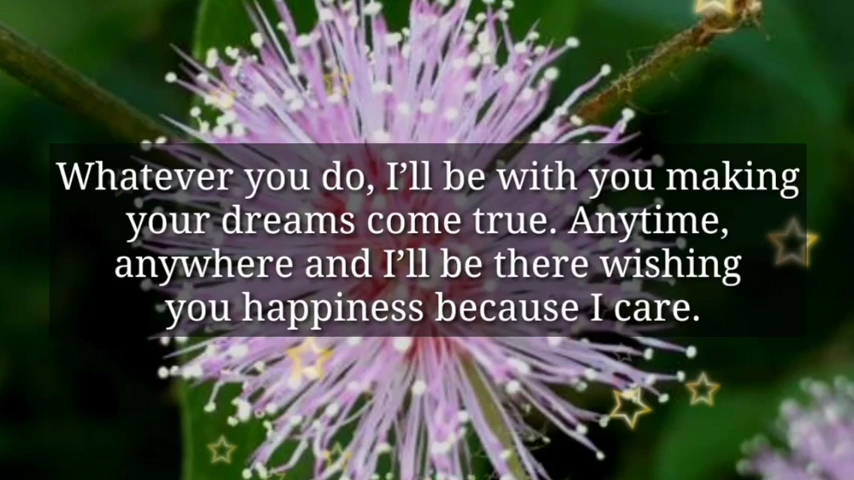 Whatever you do, I’ll be with you making
your dreams come true. Anytime,
anywhere and I’ll be there wishing
you happiness because I care.